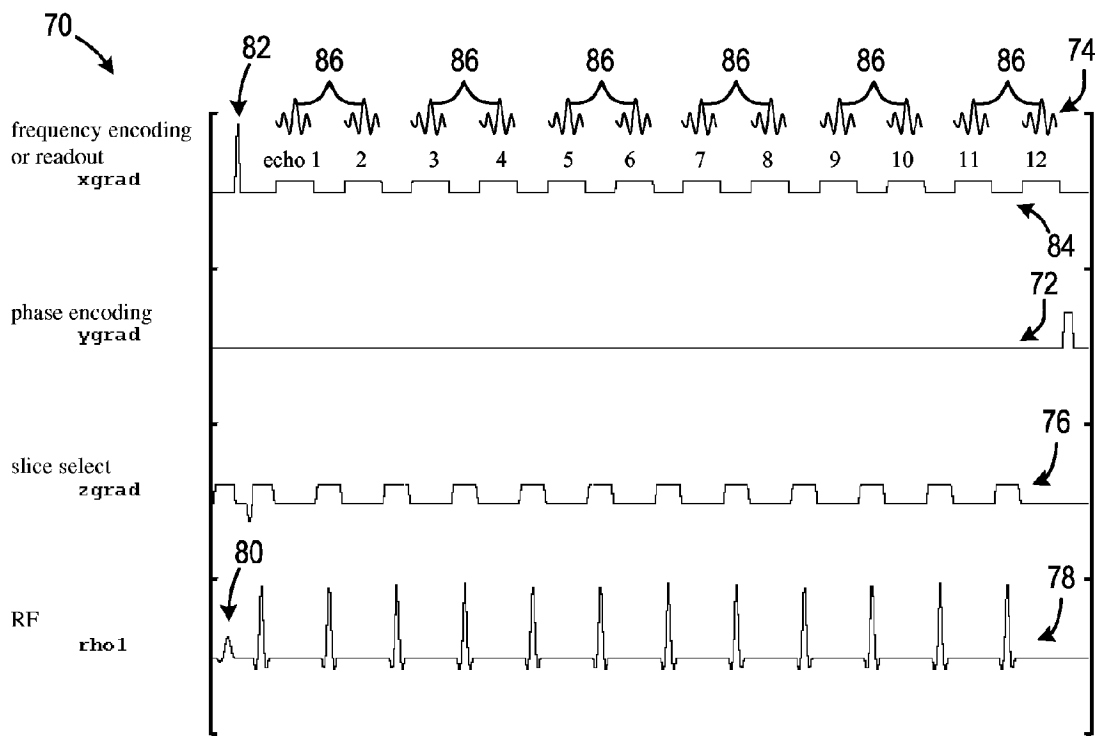 70
82
86 86 86 86 86 86
74
frequency encoding
or readout
xgrad
echo 1 2 3 4 5 6 7 8 9 10 11 12
84
72
phase encoding
ygrad
76
slice select
zgrad
80
78
RF
rho1